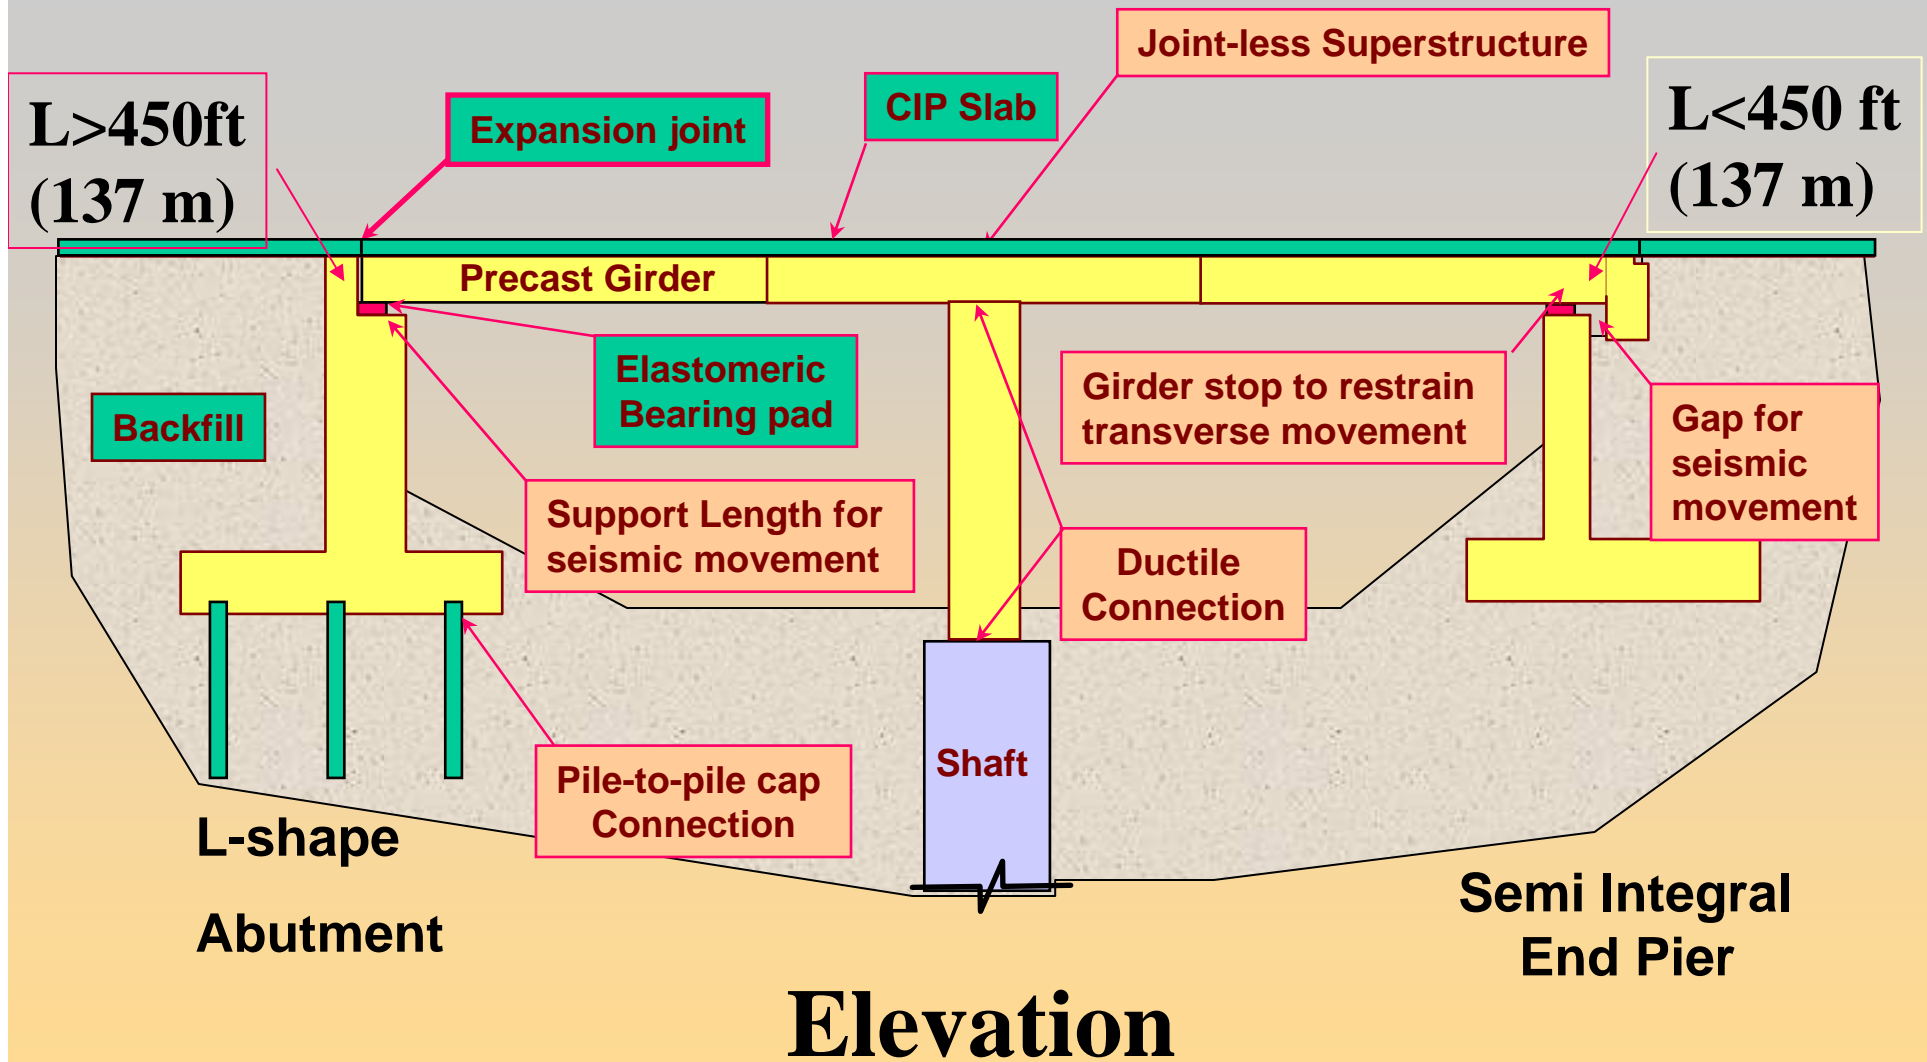 Joint-less Superstructure
L>450ft
(137 m)
Expansion joint
CIP Slab
L<450 ft
(137 m)
Precast Girder
Elastomeric
Bearing pad
Girder stop to restrain
transverse movement
Backfill
Gap for
seismic
movement
Support Length for
seismic movement
Ductile
Connection
Shaft
Pile-to-pile cap
Connection
L-shape
Abutment
Semi Integral
End Pier
Elevation